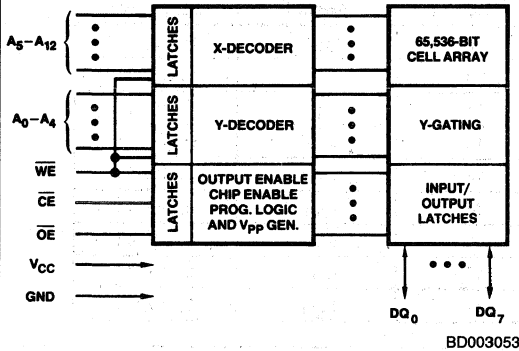 A5–A12
LATCHES
X-DECODER
65,536-BIT
CELL ARRAY
A0–A4
LATCHES
Y-DECODER
Y-GATING
WE
CE
OE
LATCHES
OUTPUT ENABLE
CHIP ENABLE
PROG. LOGIC
AND VPP GEN.
INPUT/
OUTPUT
LATCHES
VCC
GND
DQ0
DQ7
BD003053